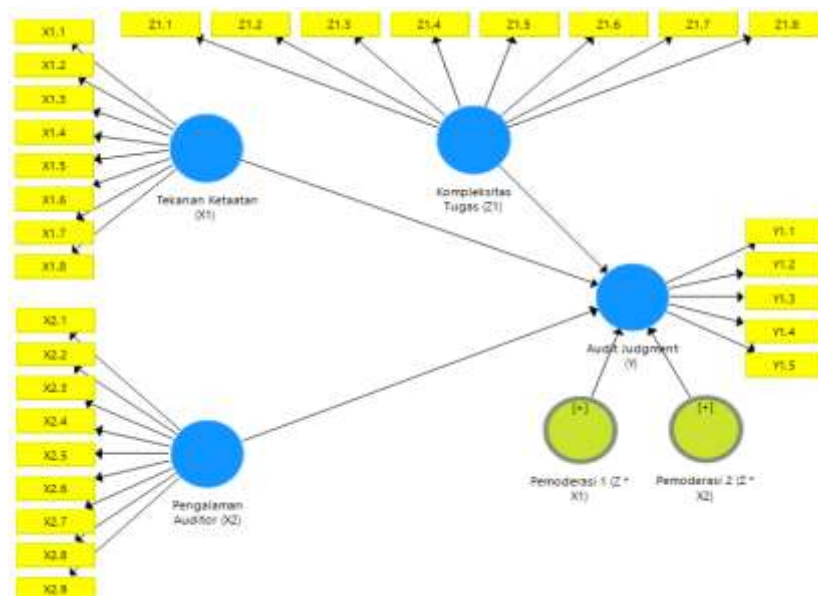 X1.1
X1.2
X1.3
X1.4
X1.5
X1.6
X1.7
X1.8
Z1.1
Z1.2
Z1.3
Z1.4
Z1.5
Z1.6
Z1.7
Z1.8
Tekanan Ketaatan
(X1)
Kompleksitas
Tugas (Z1)
Y1.1
Y1.2
Y1.3
Y1.4
Y1.5
Audit Judgment
(Y)
X2.1
X2.2
X2.3
X2.4
X2.5
X2.6
X2.7
X2.8
X2.9
Pengalaman
Auditor (X2)
[+]
[+]
Pemoderasi 1 (Z *
X1)
Pemoderasi 2 (Z *
X2)